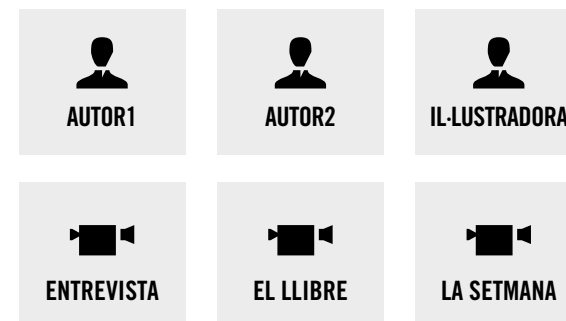 AUTOR1
AUTOR2
IL·LUSTRADORA
ENTREVISTA
EL LLIBRE
LA SETMANA